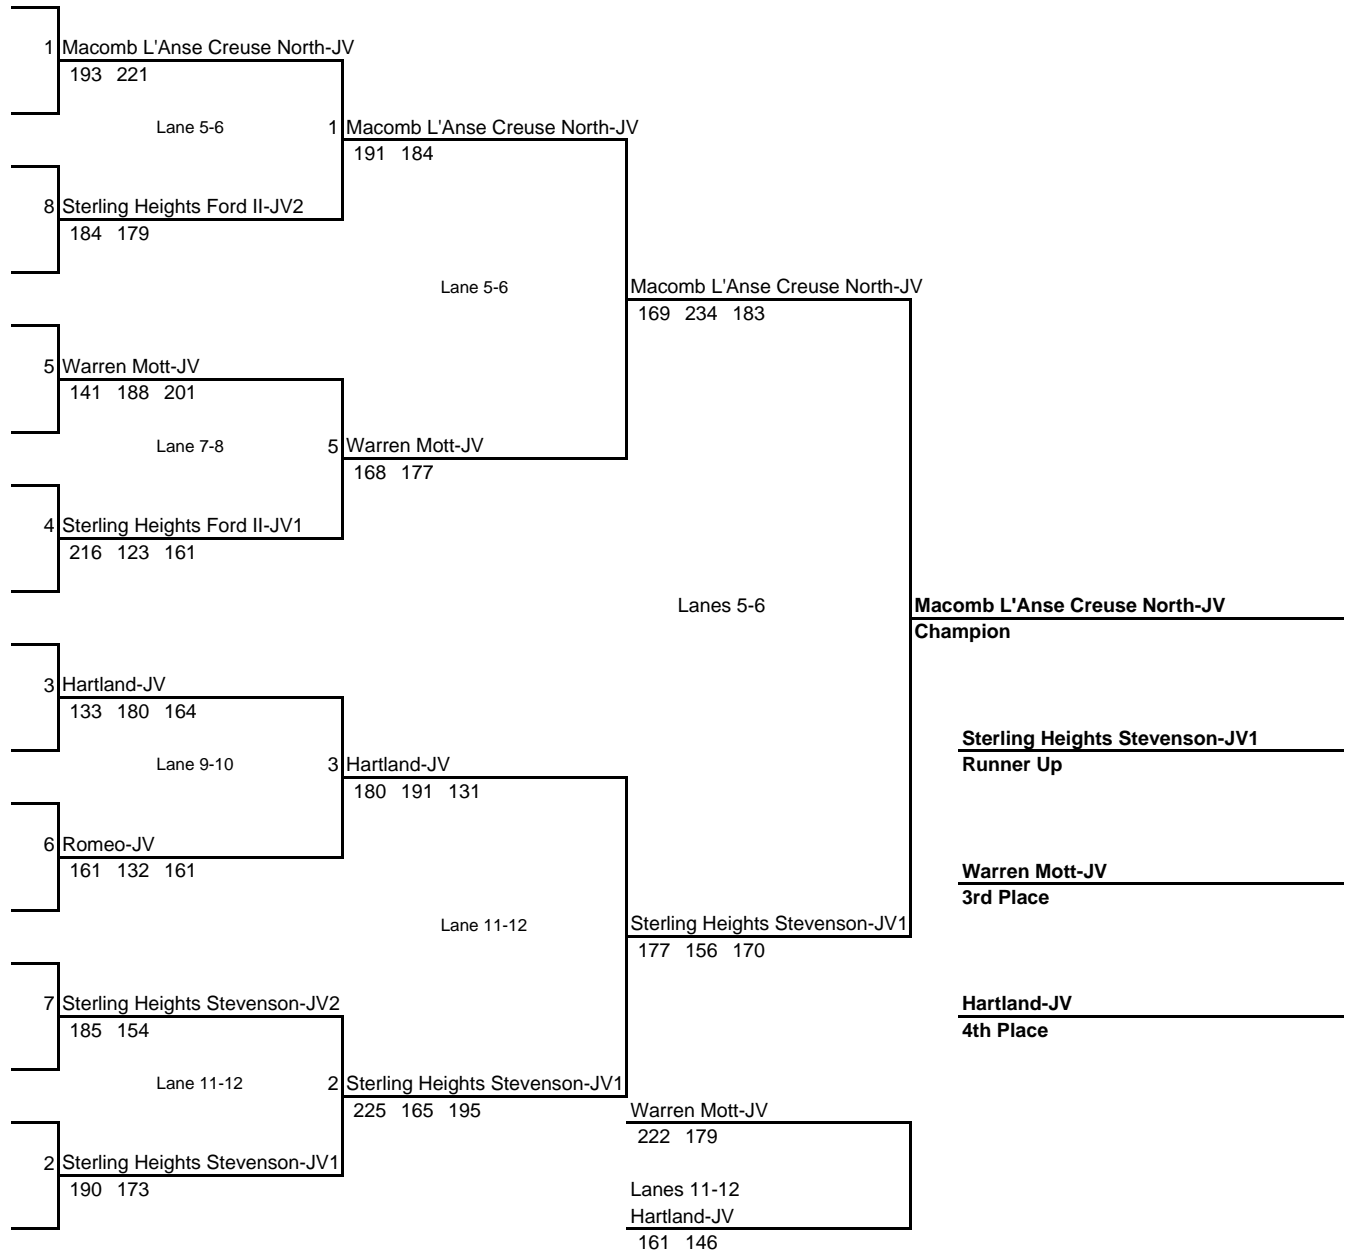 1 Macomb L'Anse Creuse North-JV
193 221
Lane 5-6
1 Macomb L'Anse Creuse North-JV
191 184
8 Sterling Heights Ford II-JV2
184 179
Lane 5-6
Macomb L'Anse Creuse North-JV
169 234 183
5 Warren Mott-JV
141 188 201
Lane 7-8
5 Warren Mott-JV
168 177
4 Sterling Heights Ford II-JV1
216 123 161
Lanes 5-6
Macomb L'Anse Creuse North-JV
Champion
3 Hartland-JV
133 180 164
Sterling Heights Stevenson-JV1
Runner Up
Lane 9-10
3 Hartland-JV
180 191 131
6 Romeo-JV
161 132 161
Warren Mott-JV
3rd Place
Lane 11-12
Sterling Heights Stevenson-JV1
177 156 170
7 Sterling Heights Stevenson-JV2
185 154
Hartland-JV
4th Place
Lane 11-12
2 Sterling Heights Stevenson-JV1
225 165 195
Warren Mott-JV
222 179
2 Sterling Heights Stevenson-JV1
190 173
Lanes 11-12
Hartland-JV
161 146